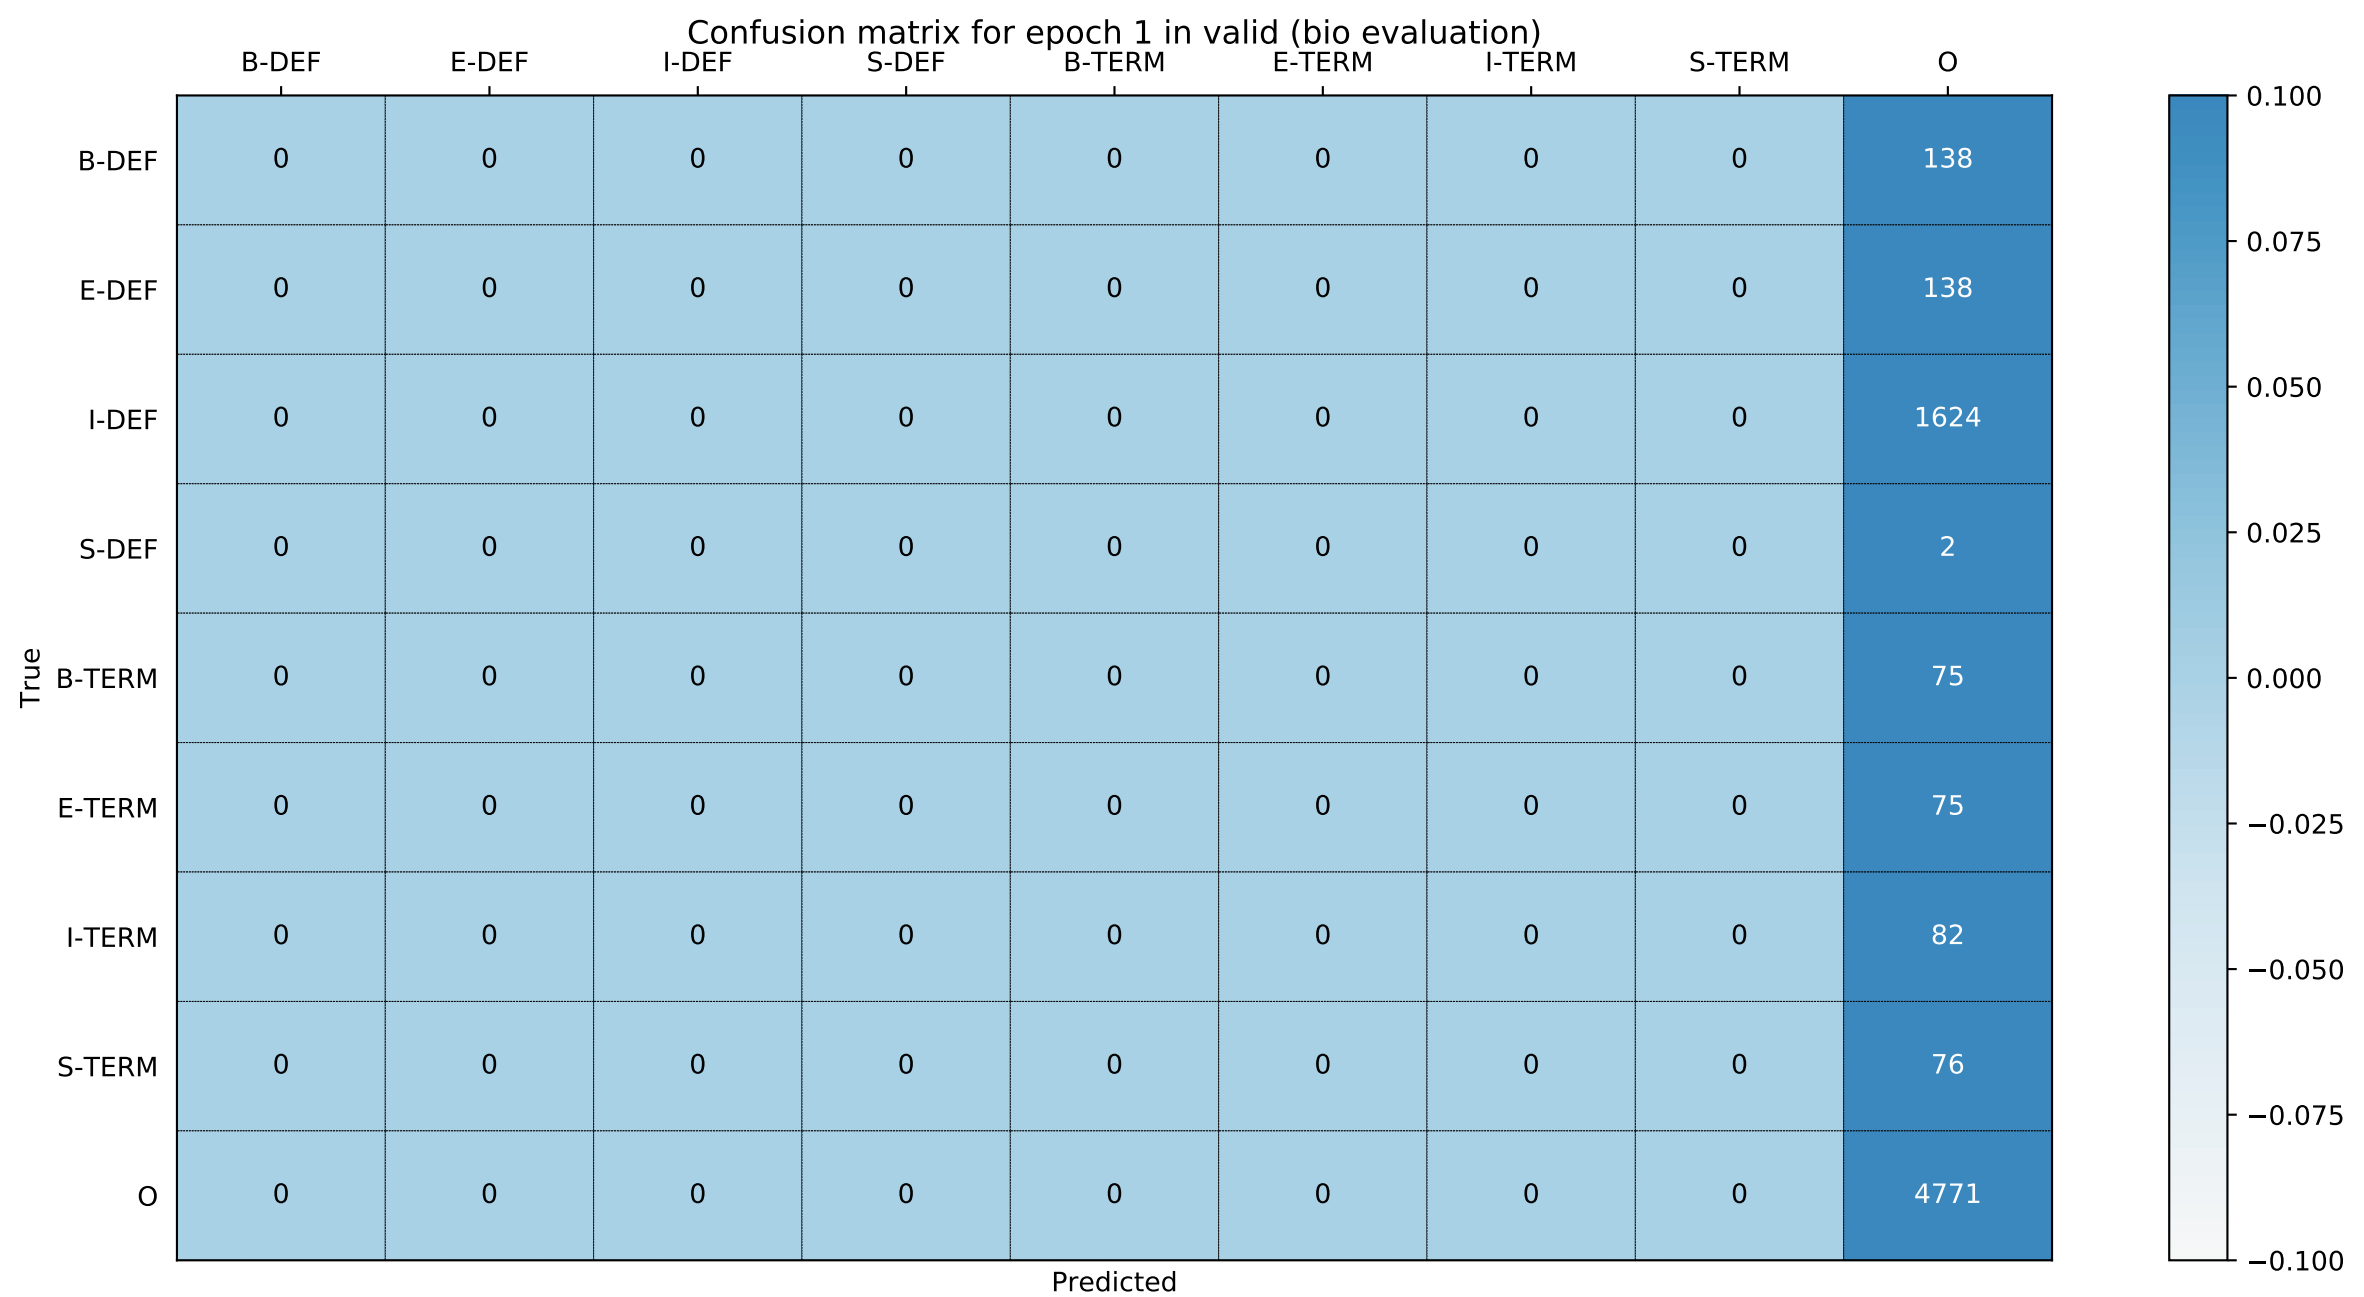 Confusion matrix for epoch 1 in valid (bio evaluation)
B-DEF E-DEF I-DEF S-DEF B-TERM E-TERM I-TERM S-TERM O
B-DEF 0 0 0 0 0 0 0 0 138
E-DEF 0 0 0 0 0 0 0 0 138
I-DEF 0 0 0 0 0 0 0 0 1624
S-DEF 0 0 0 0 0 0 0 0 2
B-TERM 0 0 0 0 0 0 0 0 75
E-TERM 0 0 0 0 0 0 0 0 75
I-TERM 0 0 0 0 0 0 0 0 82
S-TERM 0 0 0 0 0 0 0 0 76
O 0 0 0 0 0 0 0 0 4771
True
Predicted
0.100
0.075
0.050
0.025
0.000
−0.025
−0.050
−0.075
−0.100